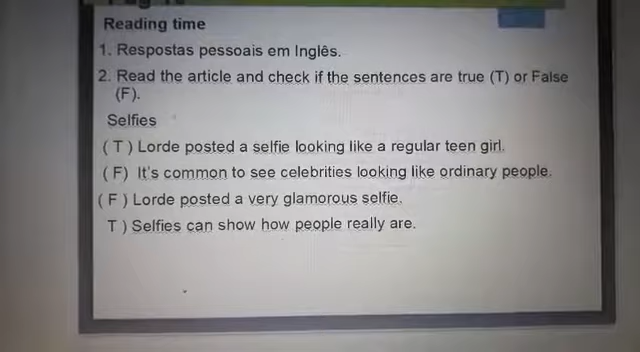 Reading time
1. Respostas pessoais em Inglês.
2. Read the article and check if the sentences are true (T) or False
(F).
Selfies
( T ) Lorde posted a selfie looking like a regular teen girl.
( F) It's common to see celebrities looking like ordinary people.
( F ) Lorde posted a very glamorous selfie.
T ) Selfies can show how people really are.